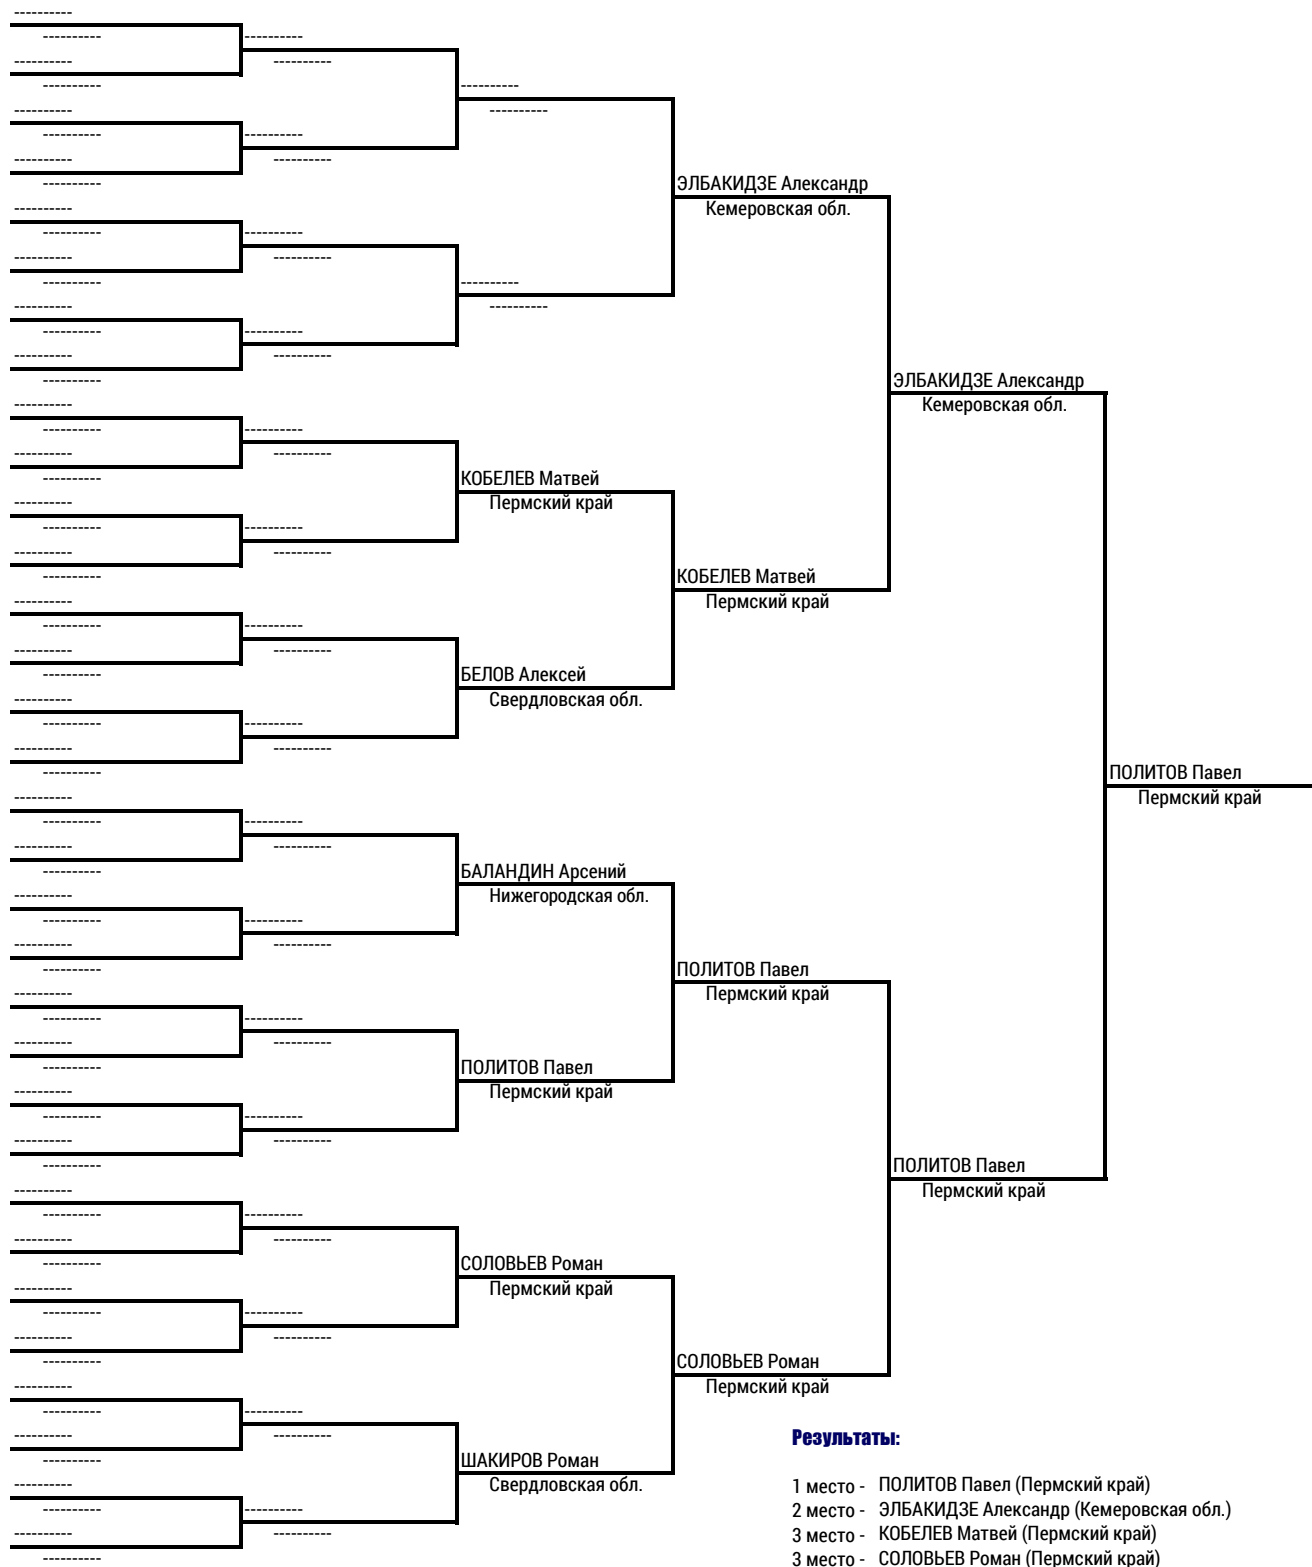 ЭЛБАКИДЗЕ Александр
Кемеровская обл.
ЭЛБАКИДЗЕ Александр
Кемеровская обл.
КОБЕЛЕВ Матвей
Пермский край
КОБЕЛЕВ Матвей
Пермский край
БЕЛОВ Алексей
Свердловская обл.
ПОЛИТОВ Павел
Пермский край
БАЛАНДИН Арсений
Нижегородская обл.
ПОЛИТОВ Павел
Пермский край
ПОЛИТОВ Павел
Пермский край
ПОЛИТОВ Павел
Пермский край
СОЛОВЬЕВ Роман
Пермский край
СОЛОВЬЕВ Роман
Пермский край
ШАКИРОВ Роман
Свердловская обл.
Результаты:
1 место - ПОЛИТОВ Павел (Пермский край)
2 место - ЭЛБАКИДЗЕ Александр (Кемеровская обл.)
3 место - КОБЕЛЕВ Матвей (Пермский край)
3 место - СОЛОВЬЕВ Роман (Пермский край)